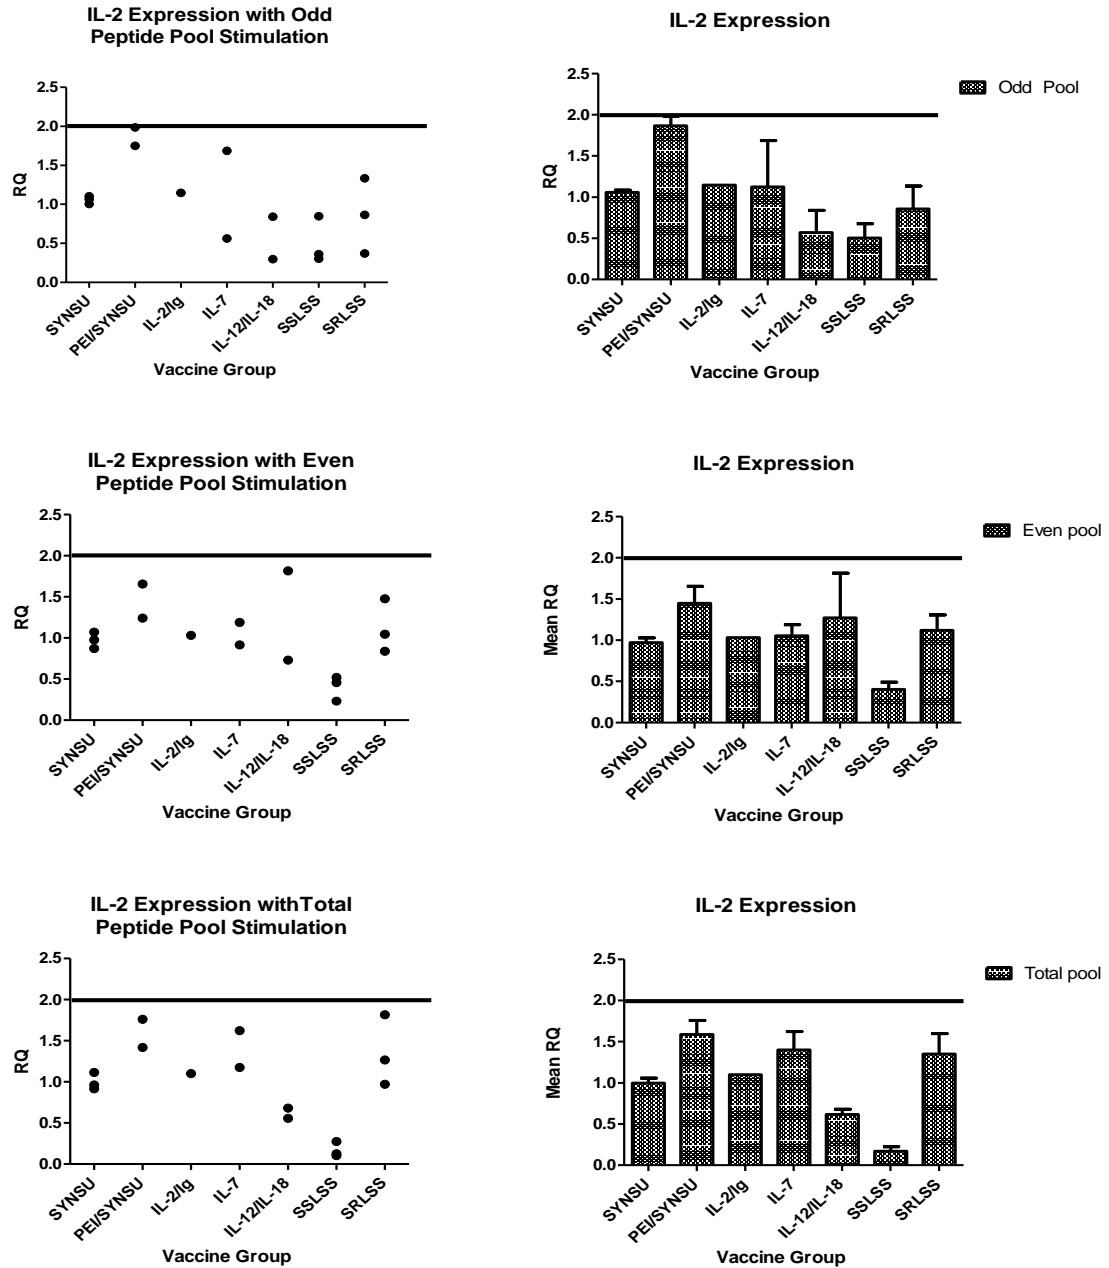 IL-2 Expression with Odd
Peptide Pool Stimulation
2.5
2.0
1.5
1.0
0.5
0.0
RQ
SYNSU
PEI/SYNSU
IL-2/Ig
IL-7
IL-12/IL-18
SSLSS
SRLSS
Vaccine Group
IL-2 Expression
Odd Pool
2.5
2.0
1.5
1.0
0.5
0.0
RQ
SYNSU
PEI/SYNSU
IL-2/Ig
IL-7
IL-12/IL-18
SSLSS
SRLSS
Vaccine Group
IL-2 Expression with Even
Peptide Pool Stimulation
2.5
2.0
1.5
1.0
0.5
0.0
RQ
SYNSU
PEI/SYNSU
IL-2/Ig
IL-7
IL-12/IL-18
SSLSS
SRLSS
Vaccine Group
IL-2 Expression
Even pool
2.5
2.0
1.5
1.0
0.5
0.0
Mean RQ
SYNSU
PEI/SYNSU
IL-2/Ig
IL-7
IL-12/IL-18
SSLSS
SRLSS
Vaccine Group
IL-2 Expression withTotal
Peptide Pool Stimulation
2.5
2.0
1.5
1.0
0.5
0.0
RQ
SYNSU
PEI/SYNSU
IL-2/Ig
IL-7
IL-12/IL-18
SSLSS
SRLSS
Vaccine Group
IL-2 Expression
Total pool
2.5
2.0
1.5
1.0
0.5
0.0
Mean RQ
SYNSU
PEI/SYNSU
IL-2/Ig
IL-7
IL-12/IL-18
SSLSS
SRLSS
Vaccine Group